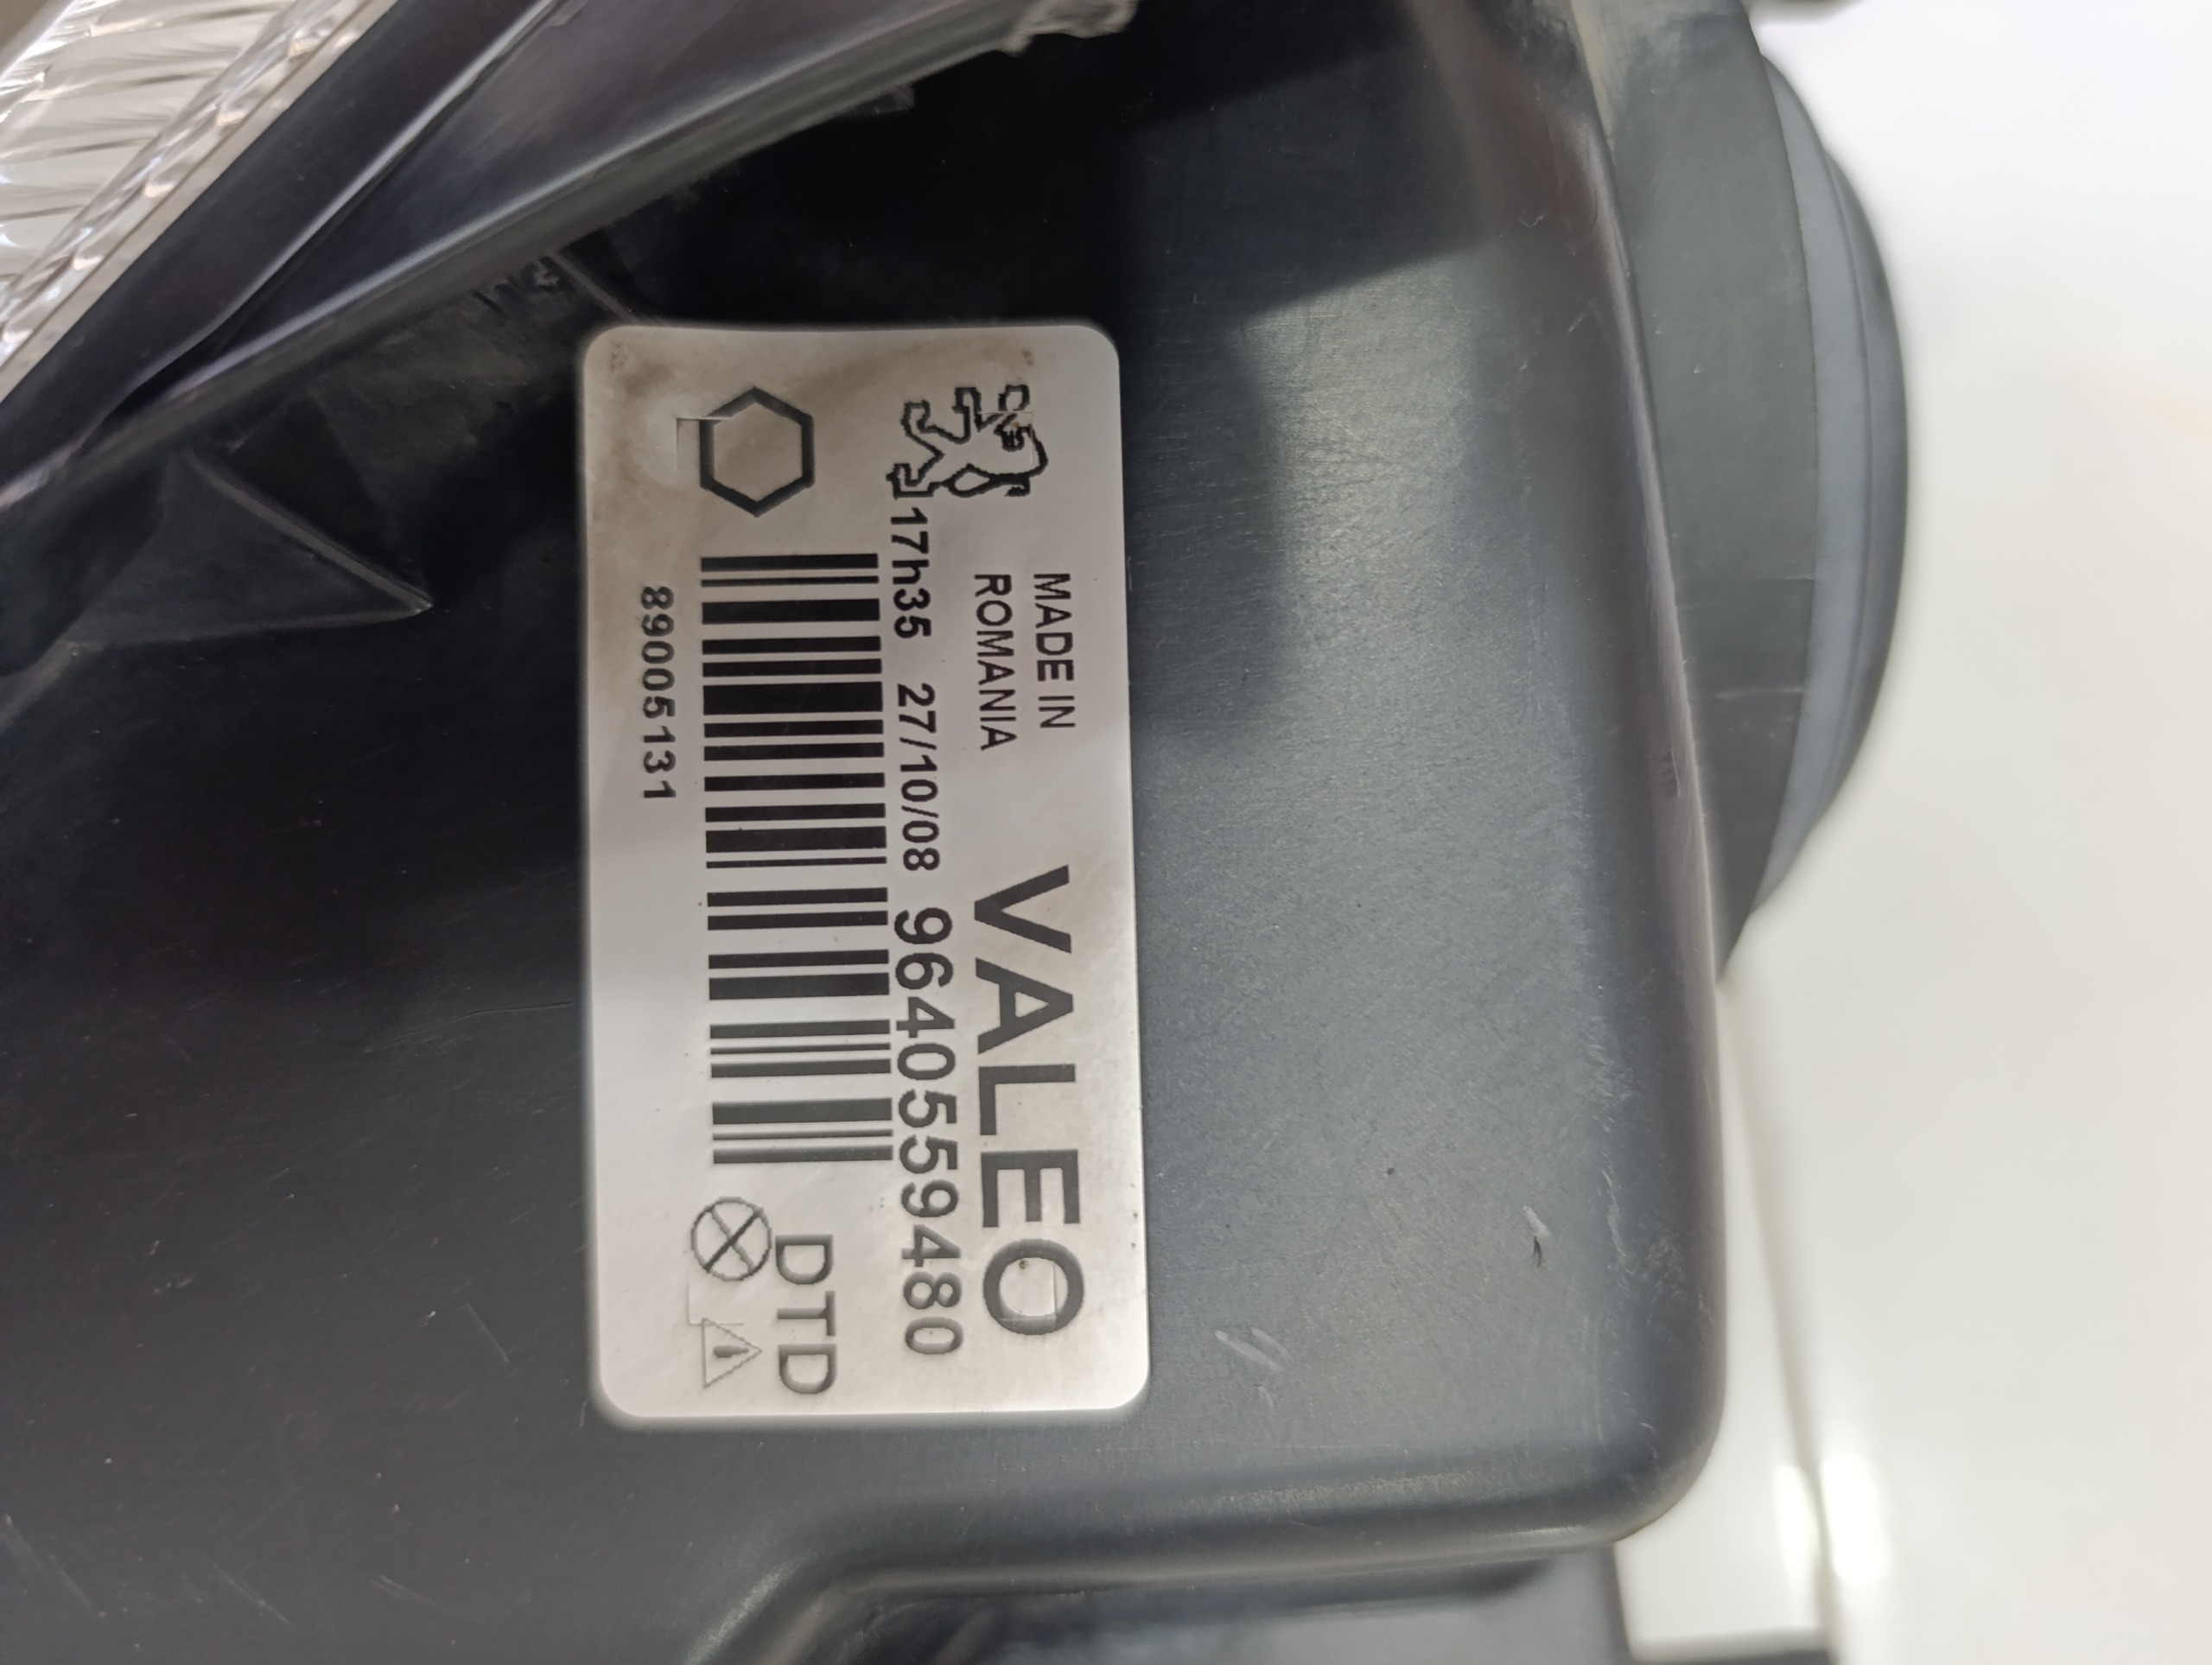 MADE IN
ROMANIA
VALEO
17h35 27/10/08 9640559480
DTD
89005131